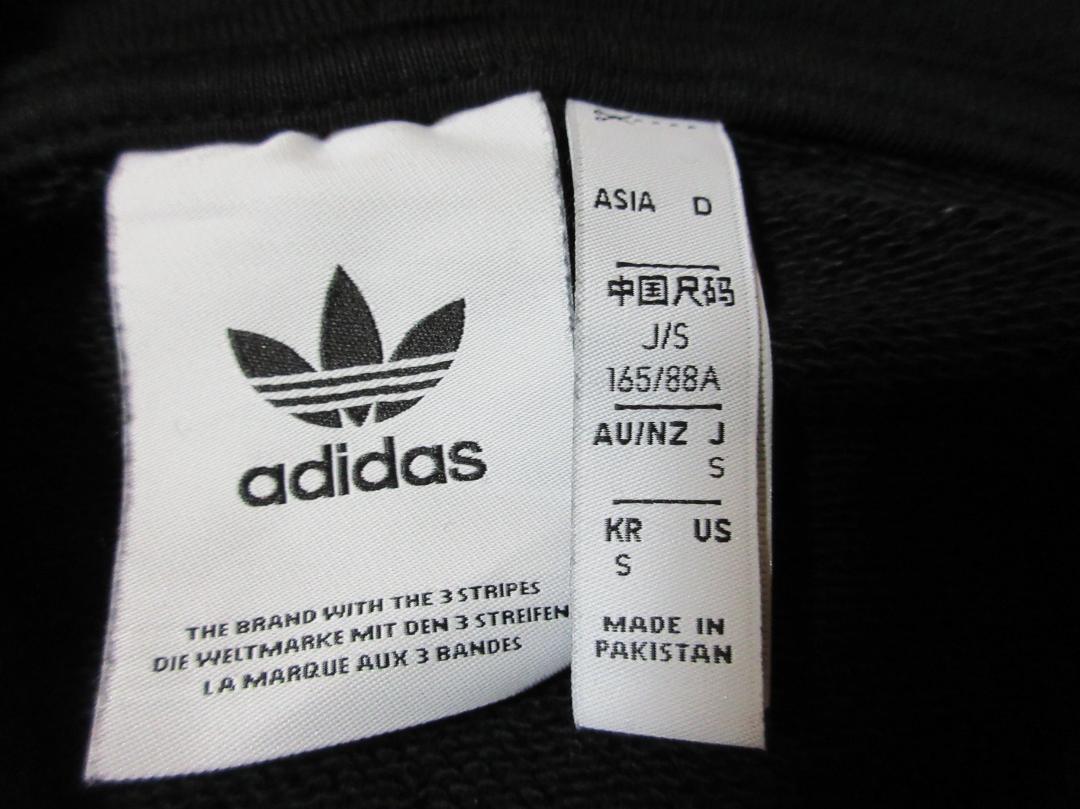 adidas
THE BRAND WITH THE 3 STRIPES
DIE WELTMARKE MIT DEN 3 STREIFEN
LA MARQUE AUX 3 BANDES
ASIA D
中国尺码
J/S
165/88A
AU/NZ J
S
KR US
S
MADE IN
PAKISTAN